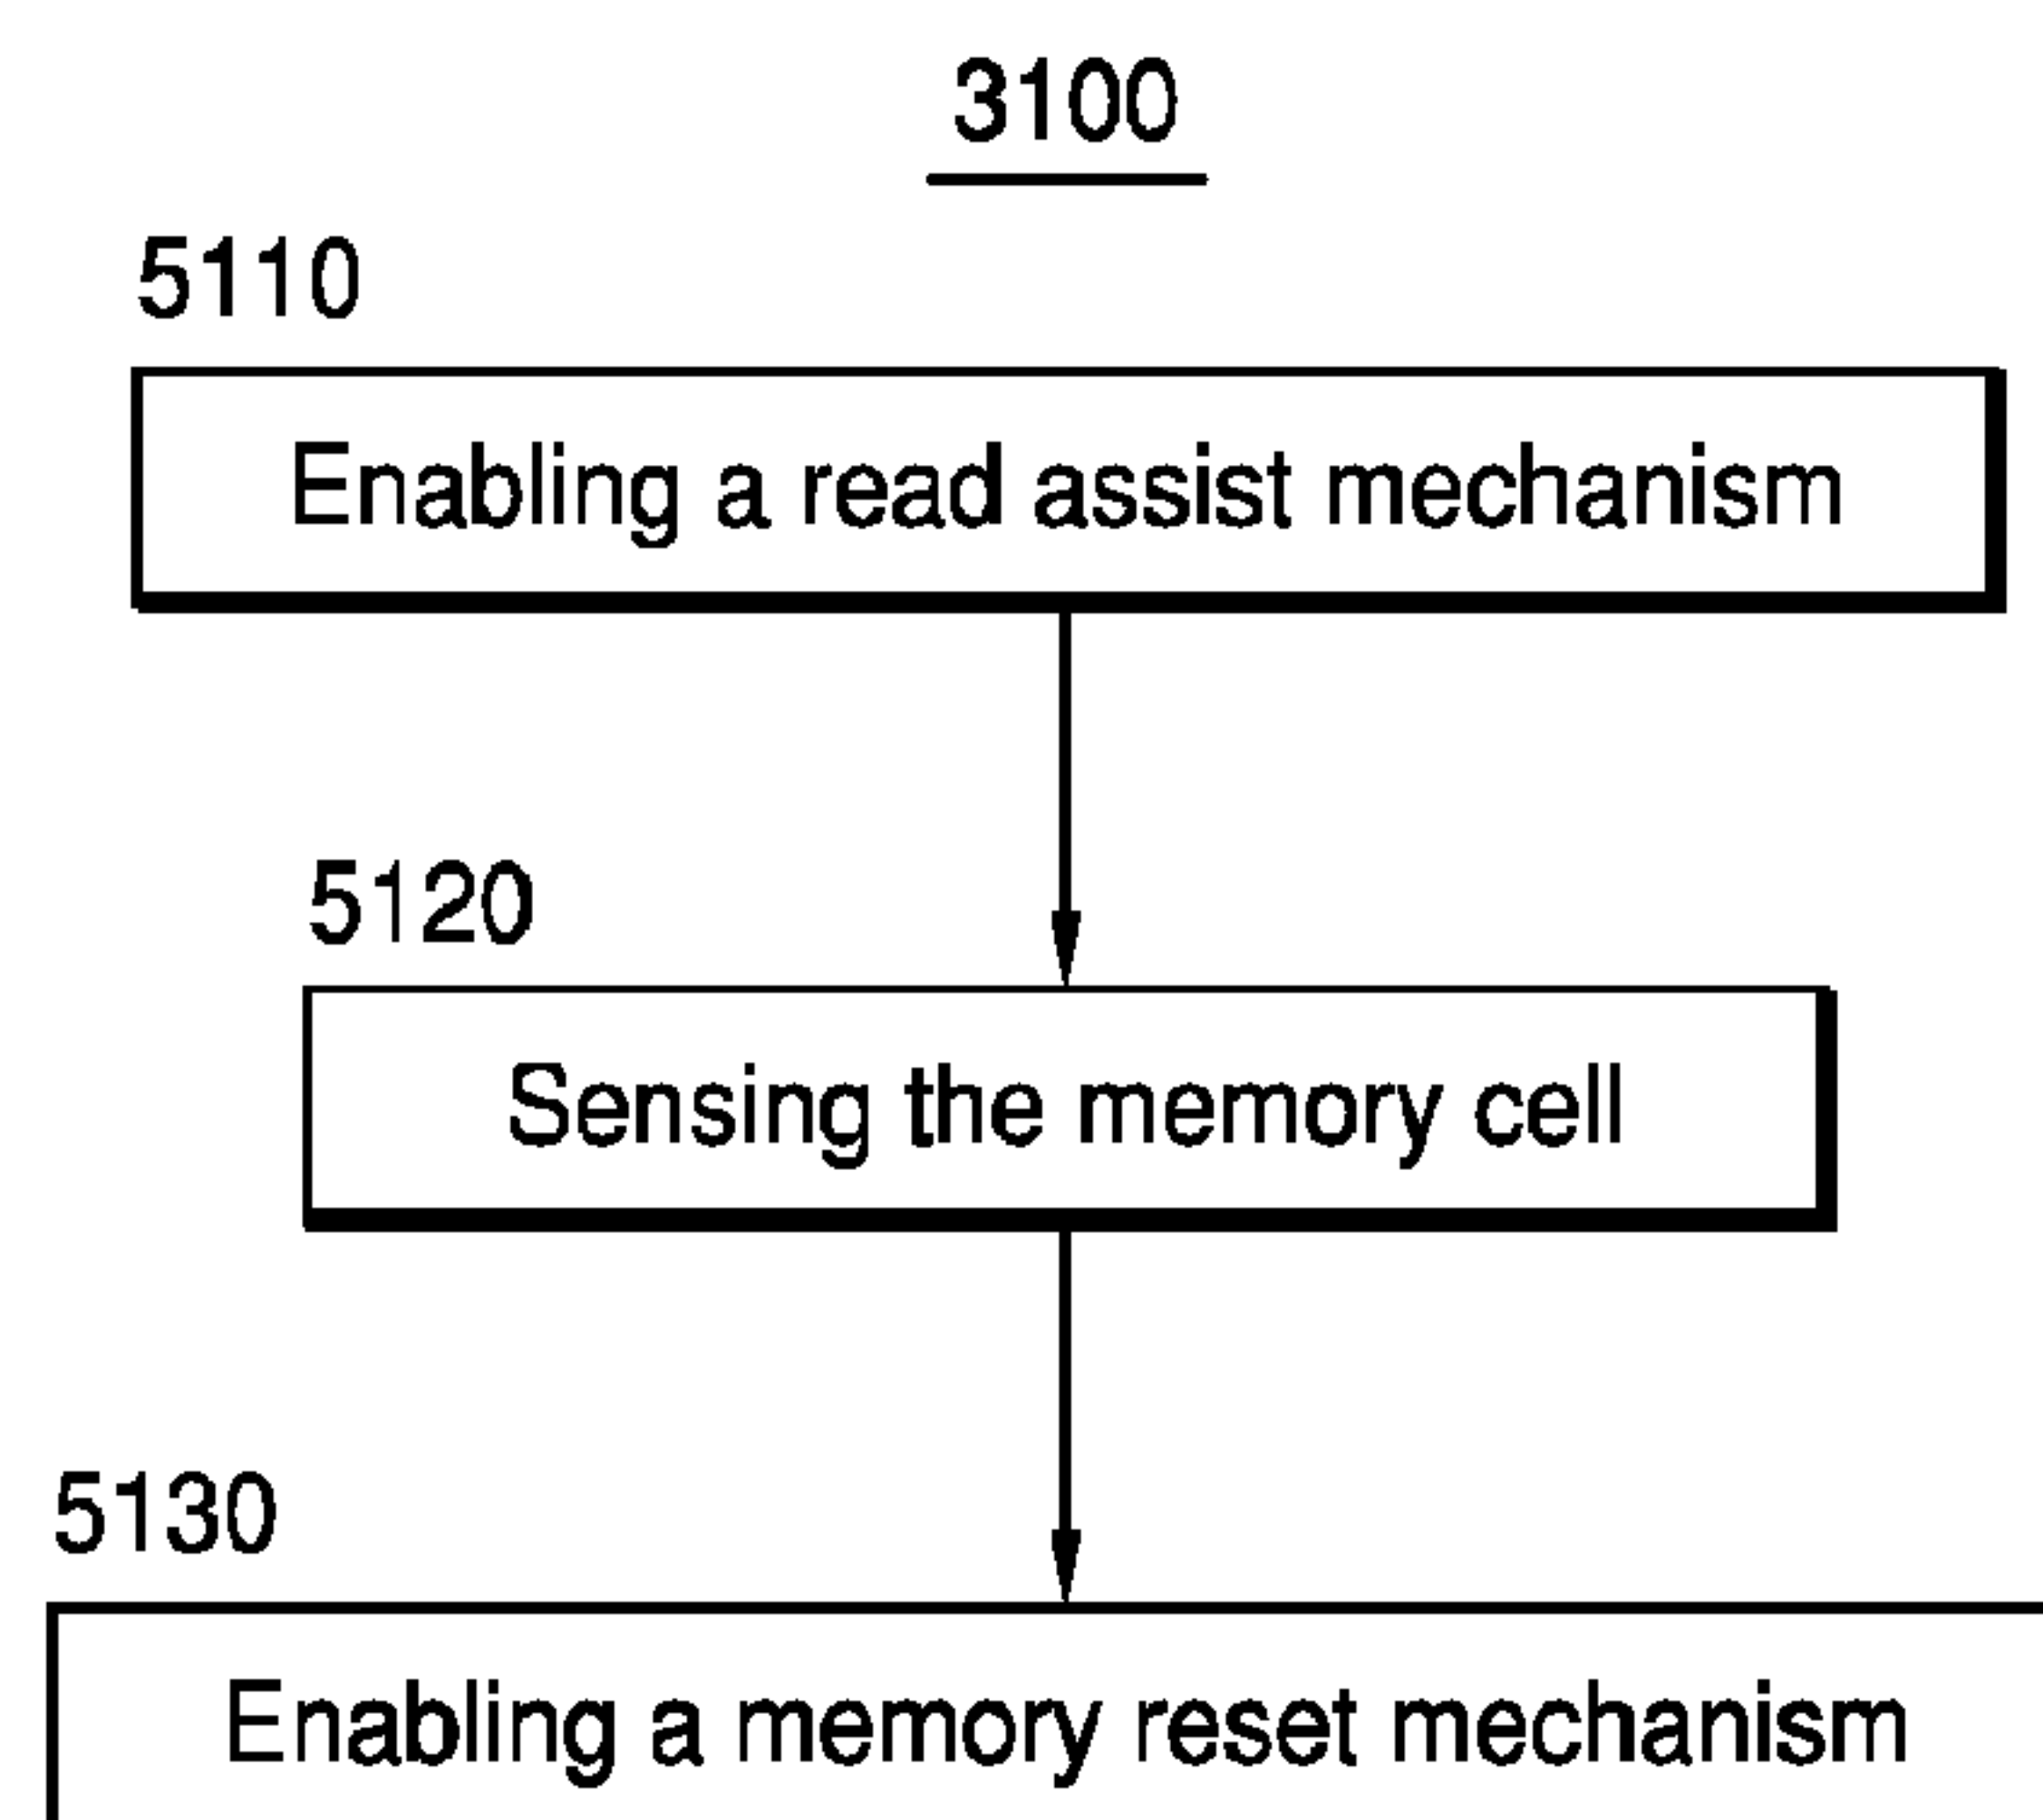 3100
5110
Enabling a read assist mechanism
5120
Sensing the memory cell
5130
Enabling a memory reset mechanism